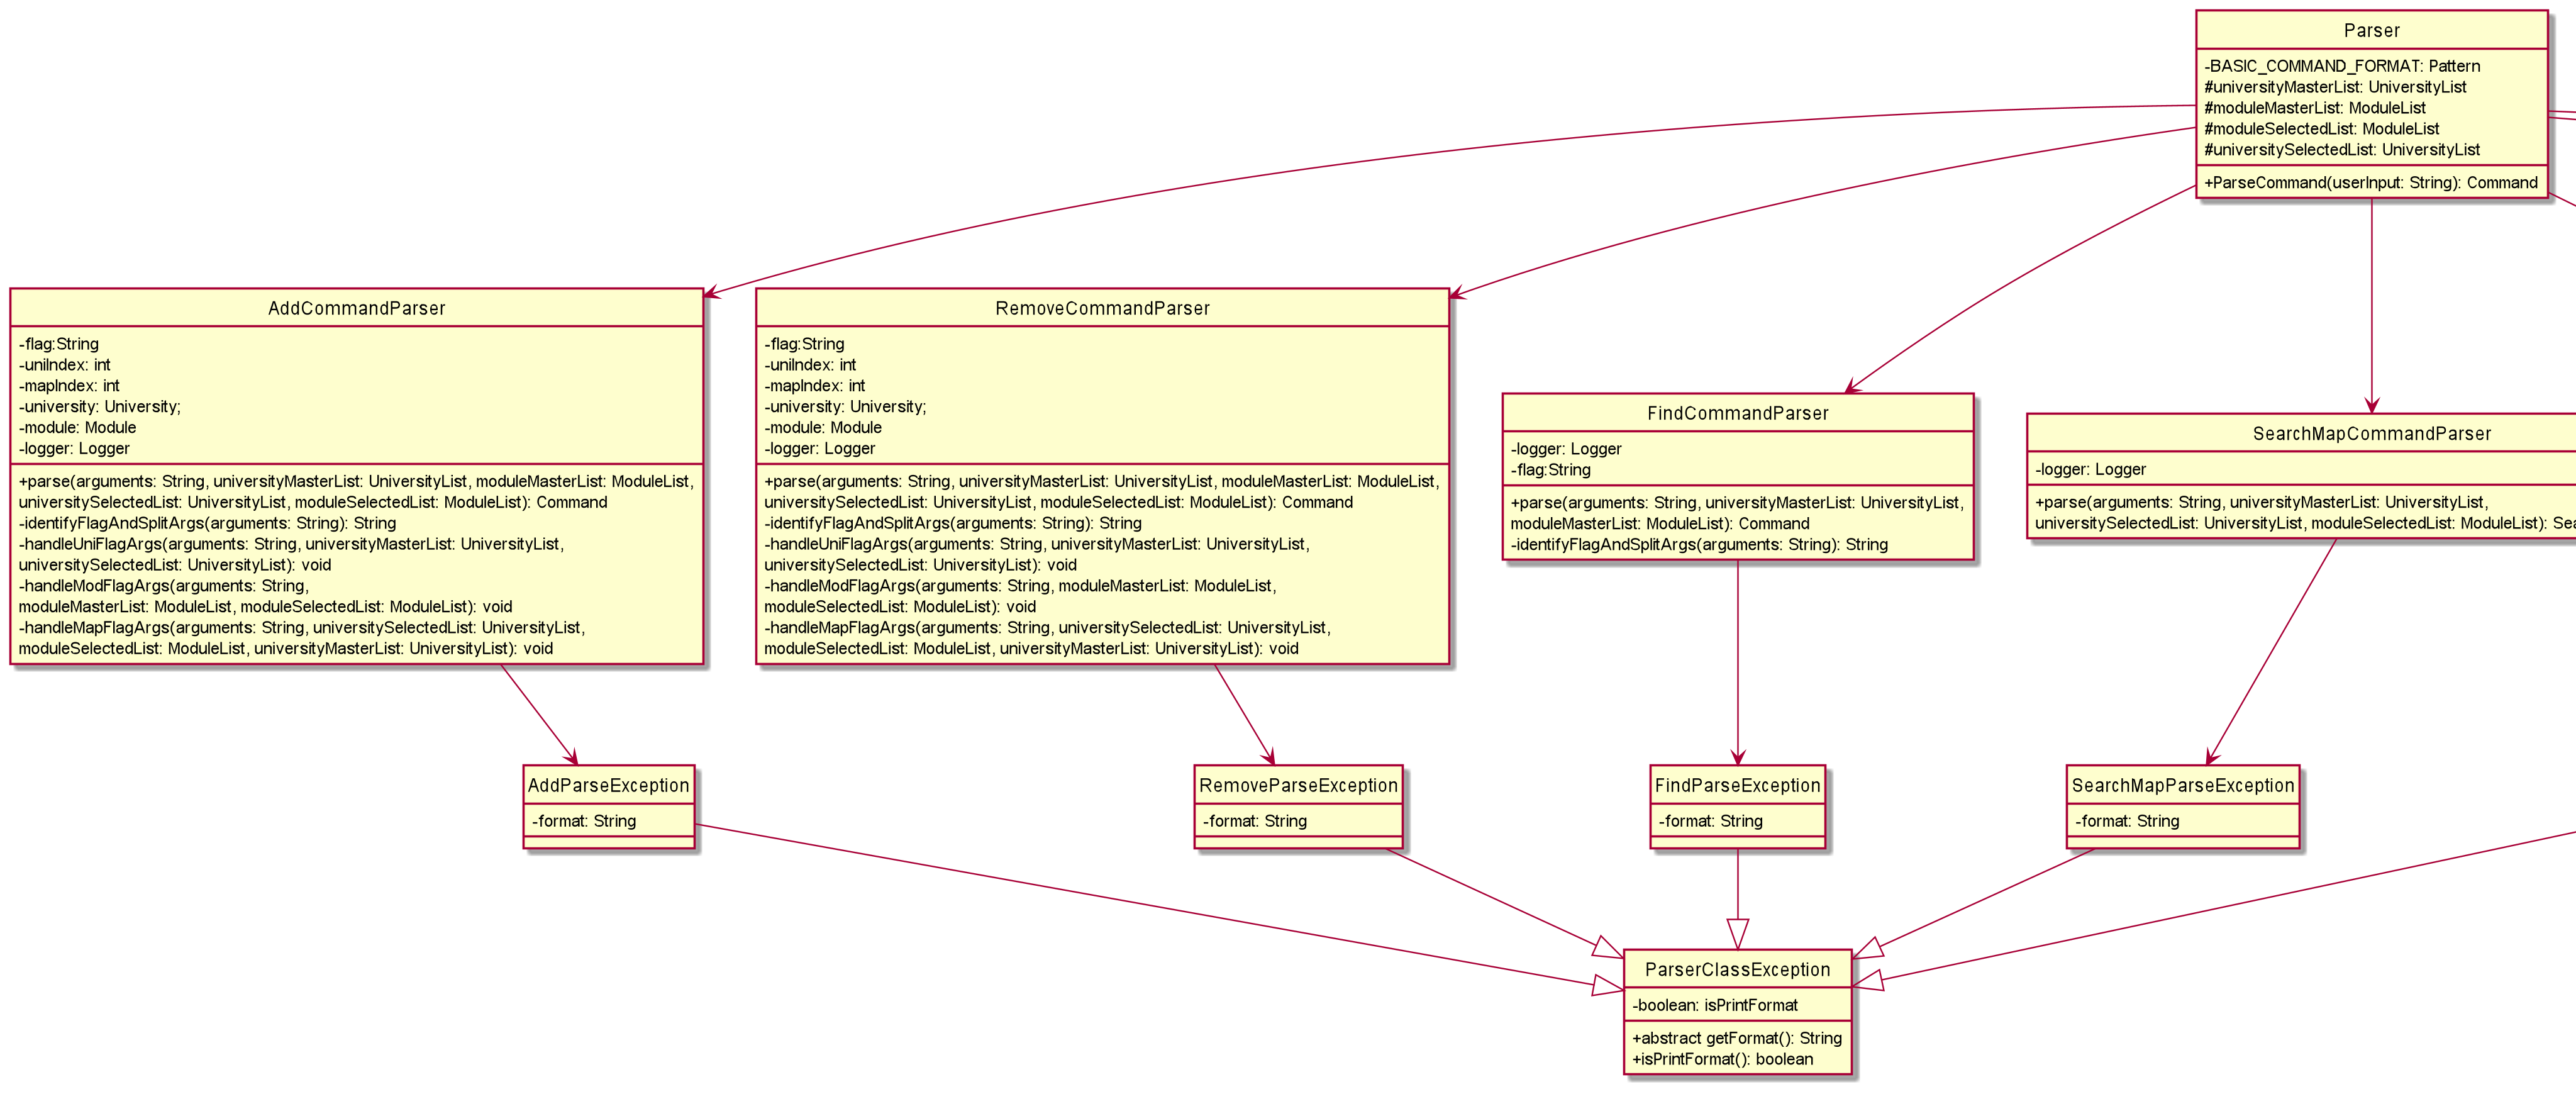 Parser
-BASIC_COMMAND_FORMAT: Pattern
#universityMasterList: UniversityList
#moduleMasterList: ModuleList
#moduleSelectedList: ModuleList
#universitySelectedList: UniversityList
+ParseCommand(userInput: String): Command
AddCommandParser
-flag:String
-uniIndex: int
-mapIndex: int
-university: University;
-module: Module
-logger: Logger
+parse(arguments: String, universityMasterList: UniversityList, moduleMasterList: ModuleList,
universitySelectedList: UniversityList, moduleSelectedList: ModuleList): Command
-identifyFlagAndSplitArgs(arguments: String): String
-handleUniFlagArgs(arguments: String, universityMasterList: UniversityList,
universitySelectedList: UniversityList): void
-handleModFlagArgs(arguments: String,
moduleMasterList: ModuleList, moduleSelectedList: ModuleList): void
-handleMapFlagArgs(arguments: String, universitySelectedList: UniversityList,
moduleSelectedList: ModuleList, universityMasterList: UniversityList): void
RemoveCommandParser
-flag:String
-uniIndex: int
-mapIndex: int
-university: University;
-module: Module
-logger: Logger
+parse(arguments: String, universityMasterList: UniversityList, moduleMasterList: ModuleList,
universitySelectedList: UniversityList, moduleSelectedList: ModuleList): Command
-identifyFlagAndSplitArgs(arguments: String): String
-handleUniFlagArgs(arguments: String, universityMasterList: UniversityList,
universitySelectedList: UniversityList): void
-handleModFlagArgs(arguments: String, moduleMasterList: ModuleList,
moduleSelectedList: ModuleList): void
-handleMapFlagArgs(arguments: String, universitySelectedList: UniversityList,
moduleSelectedList: ModuleList, universityMasterList: UniversityList): void
FindCommandParser
-logger: Logger
-flag:String
+parse(arguments: String, universityMasterList: UniversityList,
moduleMasterList: ModuleList): Command
-identifyFlagAndSplitArgs(arguments: String): String
SearchMapCommandParser
-logger: Logger
+parse(arguments: String, universityMasterList: UniversityList,
universitySelectedList: UniversityList, moduleSelectedList: ModuleList):
AddParseException
-format: String
RemoveParseException
-format: String
FindParseException
-format: String
SearchMapParseException
-format: String
ParserClassException
-boolean: isPrintFormat
+abstract getFormat(): String
+isPrintFormat(): boolean